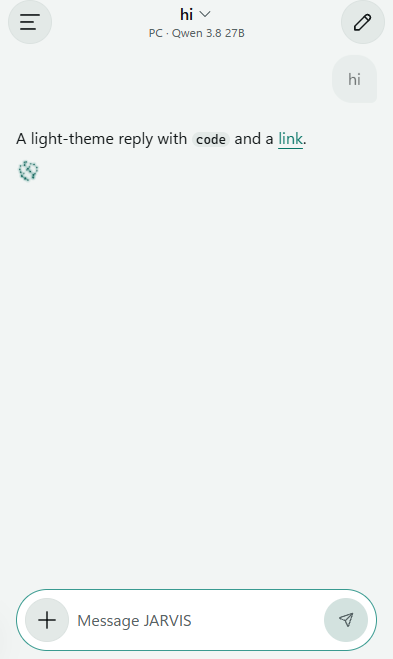 hi
PC · Qwen 3.8 27B
hi
A light-theme reply with code and a link.
Message JARVIS